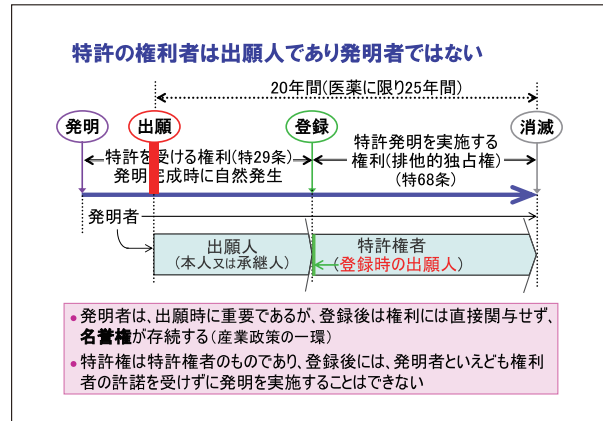 特許の権利者は出願人であり発明者ではない
20年間(医薬に限り25年間)
発明
出願
登録
消滅
特許を受ける権利(特29条)
発明完成時に自然発生
特許発明を実施する
権利(排他的独占権)
(特68条)
発明者
出願人
(本人又は承継人)
特許権者
(登録時の出願人)
• 発明者は、出願時に重要であるが、登録後は権利には直接関与せず、
名誉権が存続する(産業政策の一環)
• 特許権は特許権者のものであり、登録後には、発明者といえども権利
者の許諾を受けずに発明を実施することはできない